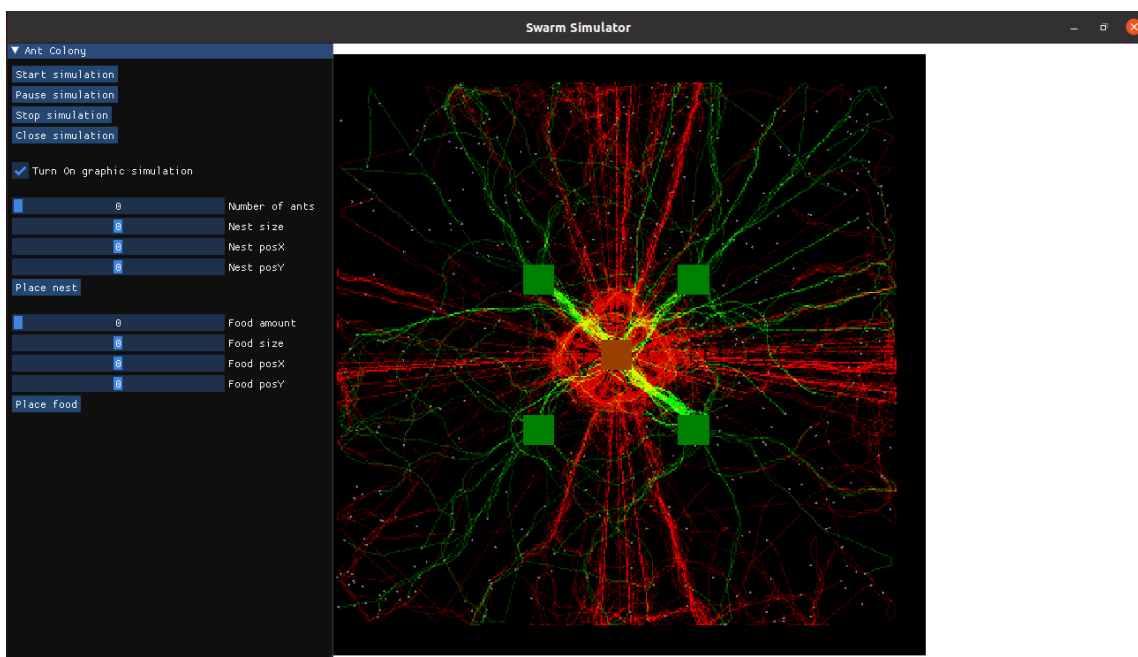 Swarm Simulator
Ant Colony
Start simulation
Pause simulation
Stop simulation
Close simulation
Turn On graphic simulation
0 Number of ants
0 Nest size
0 Nest posX
0 Nest posY
Place nest
0 Food amount
0 Food size
0 Food posX
0 Food posY
Place food